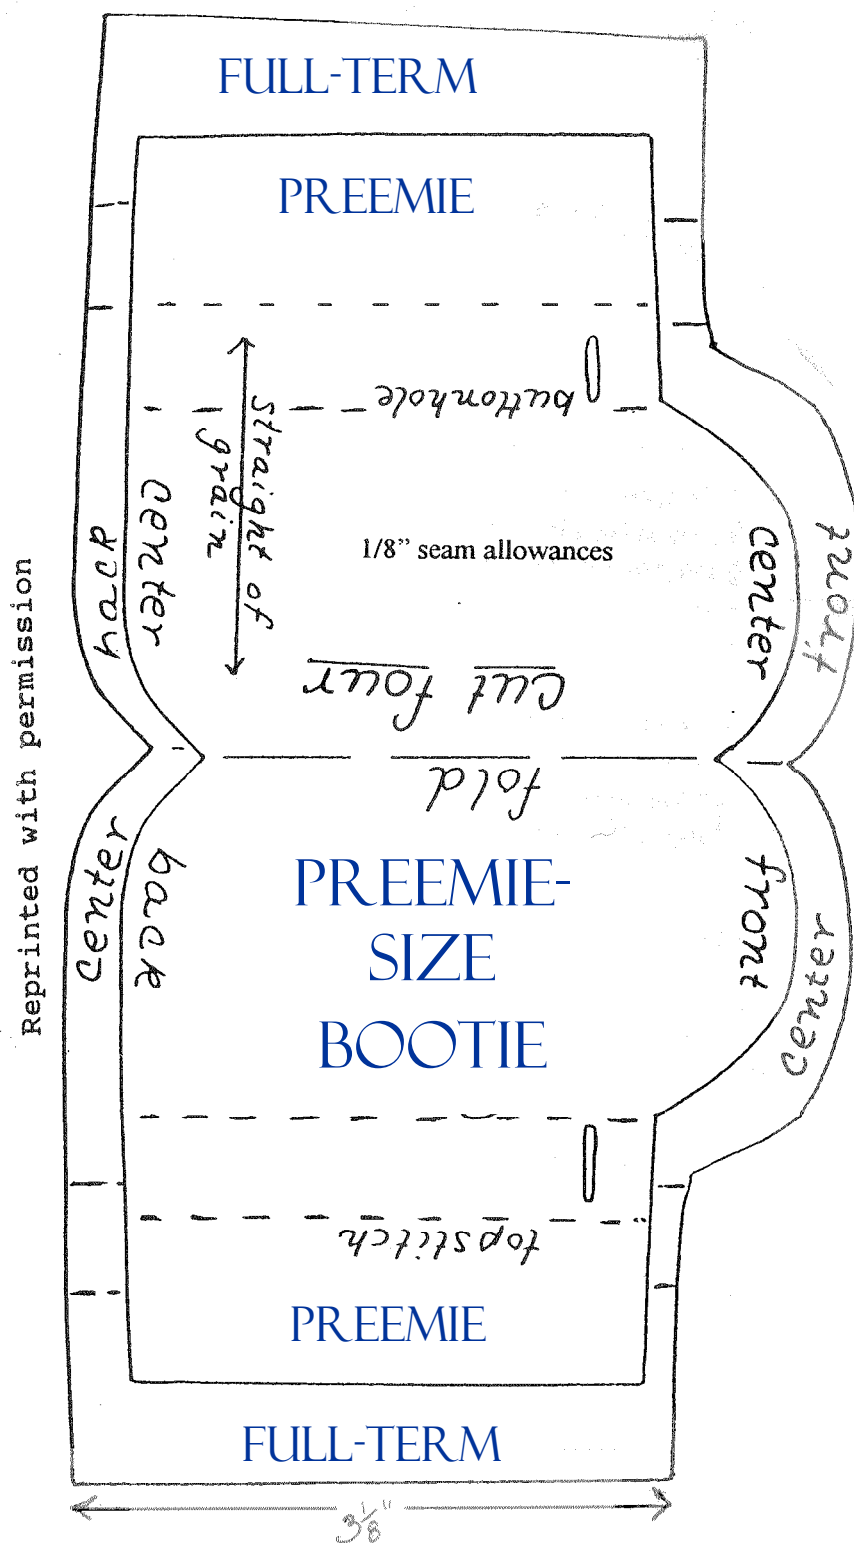 FULL-TERM
PREEMIE
buttonhole
straight of
grain
center
back
1/8” seam allowances
center
front
cut four
fold
Reprinted with permission
center
back
PREEMIE-
SIZE
BOOTIE
front
center
topstitch
PREEMIE
FULL-TERM
3 1/8"